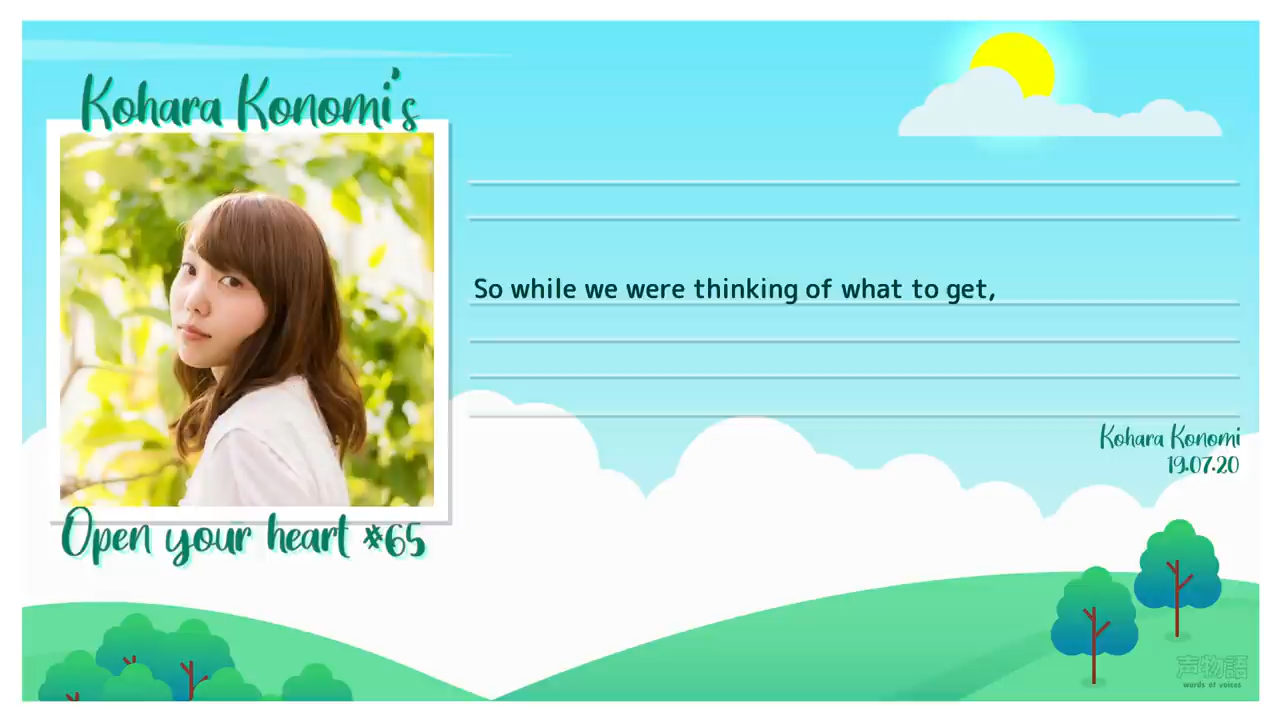 Kohara Konomi's
So while we were thinking of what to get,
Kohara Konomi
19.07.20
Open your heart #65
声物語
words of voices